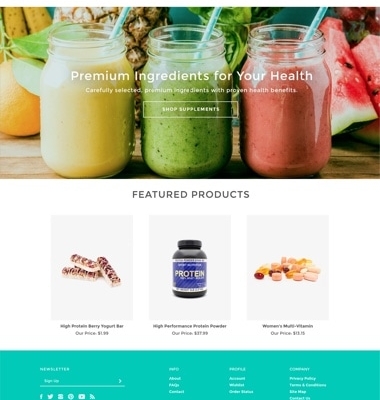 Premium Ingredients for Your Health
Carefully selected, premium ingredients with proven health benefits.
SHOP SUPPLEMENTS
FEATURED PRODUCTS
PROTEIN
High Protein Berry Yogurt Bar
Our Price: $1.99
High Performance Protein Powder
Our Price: $37.99
Women's Multi-Vitamin
Our Price: $13.15
NEWSLETTER
Sign Up
INFO
About
FAQs
Contact
PROFILE
Account
Wishlist
Order Status
COMPANY
Privacy Policy
Terms & Conditions
Site Map
Contact Us